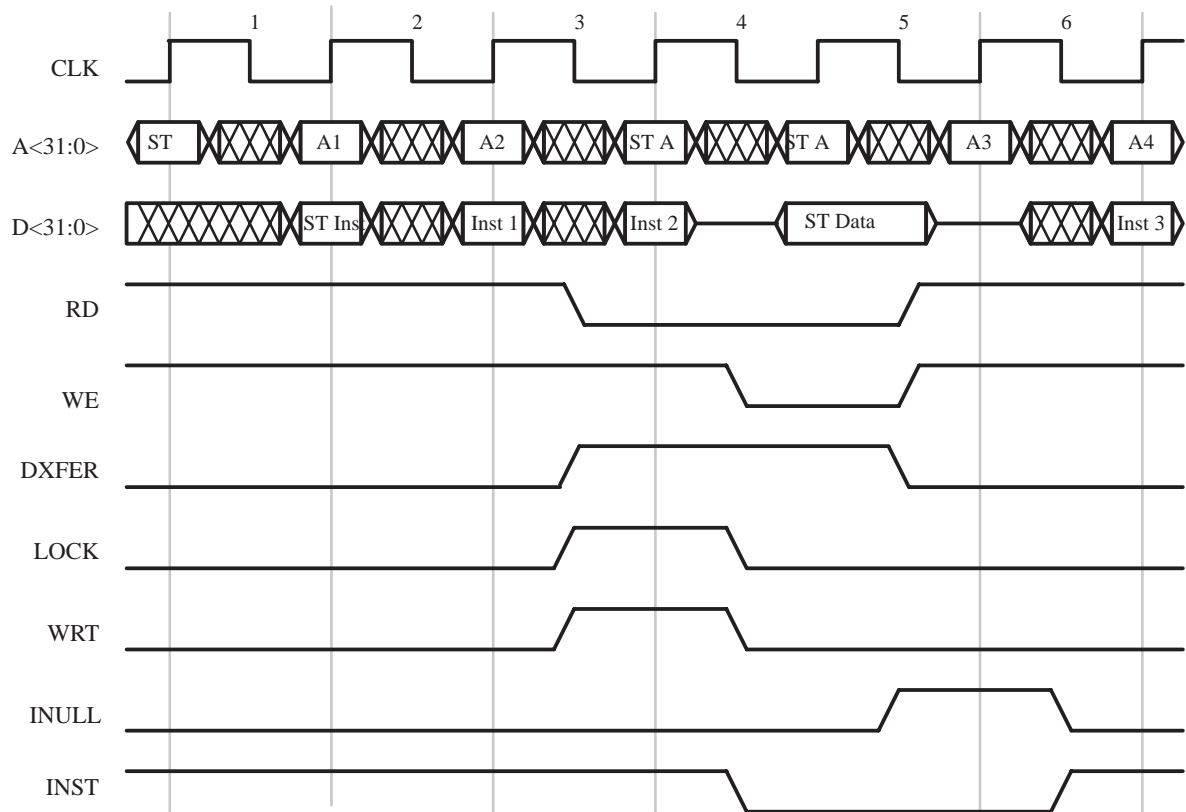 1 2 3 4 5 6
CLK
A<31:0> ST A1 A2 ST A ST A A3 A4
D<31:0> ST Inst Inst 1 Inst 2 ST Data Inst 3
RD
WE
DXFER
LOCK
WRT
INULL
INST